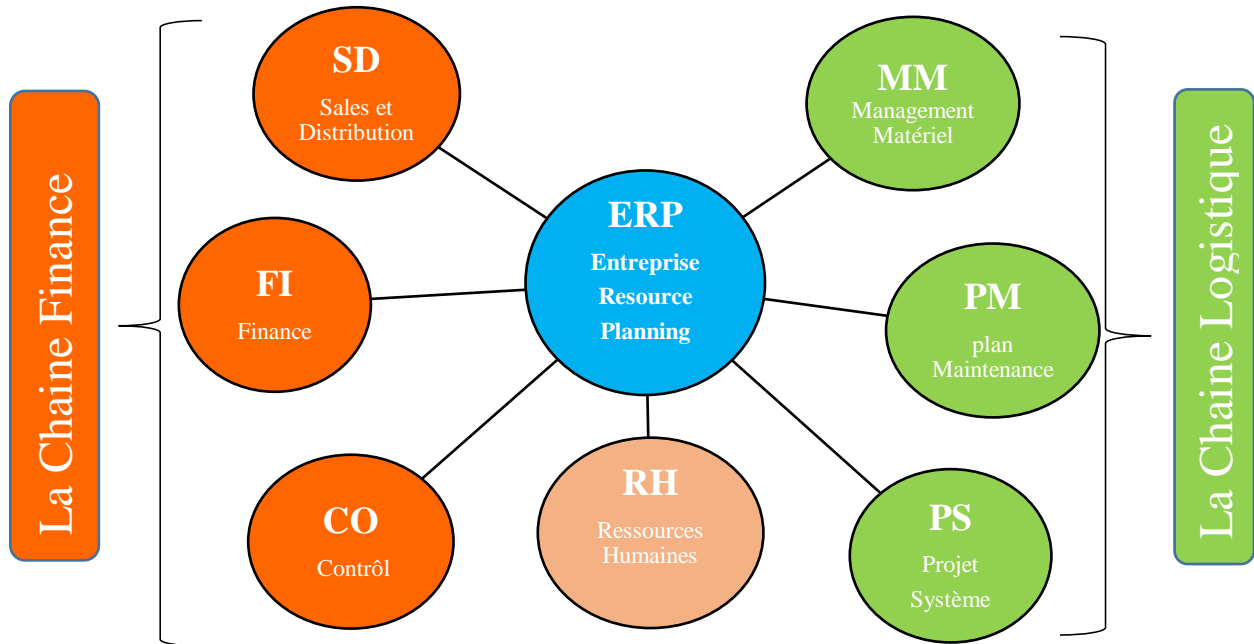 La Chaine Finance
SD
Sales et
Distribution
FI
Finance
CO
Contrôl
ERP
Entreprise
Resource
Planning
RH
Ressources
Humaines
MM
Management
Matériel
PM
plan
Maintenance
PS
Projet
Système
La Chaine Logistique